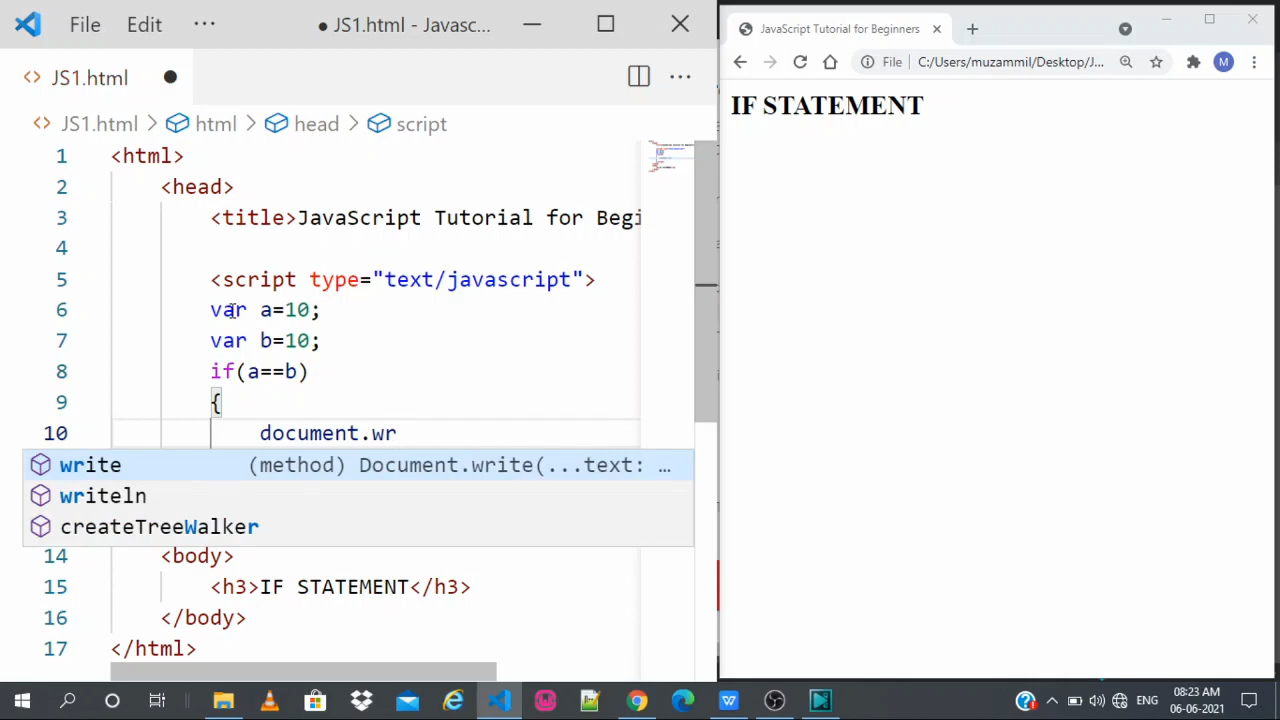 File Edit ··· ● JS1.html - Javasc...
JS1.html ●
JS1.html > html > head > script
1 <html>
2 <head>
3 <title>JavaScript Tutorial for Begi
4
5 <script type="text/javascript">
6 var a=10;
7 var b=10;
8 if(a==b)
9 {
10 document.wr
write (method) Document.write(...text: …
writeln
createTreeWalker
14 <body>
15 <h3>IF STATEMENT</h3>
16 </body>
17 </html>
JavaScript Tutorial for Beginners
File C:/Users/muzammil/Desktop/J... M
IF STATEMENT
ENG
08:23 AM
06-06-2021